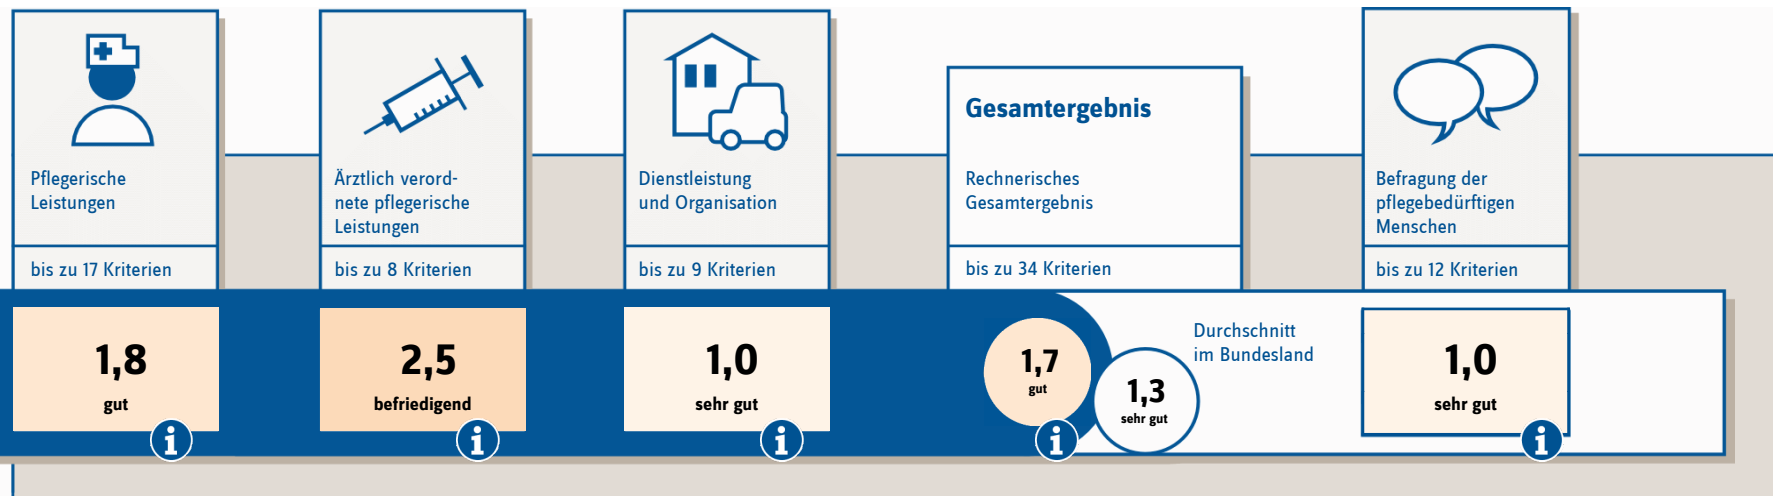 Pflegerische
Leistungen
bis zu 17 Kriterien
1,8
gut
i
Ärztlich verord-
nete pflegerische
Leistungen
bis zu 8 Kriterien
2,5
befriedigend
i
Dienstleistung
und Organisation
bis zu 9 Kriterien
1,0
sehr gut
i
Gesamtergebnis
Rechnerisches
Gesamtergebnis
bis zu 34 Kriterien
1,7
gut
i
1,3
sehr gut
Durchschnitt
im Bundesland
Befragung der
pflegebedürftigen
Menschen
bis zu 12 Kriterien
1,0
sehr gut
i